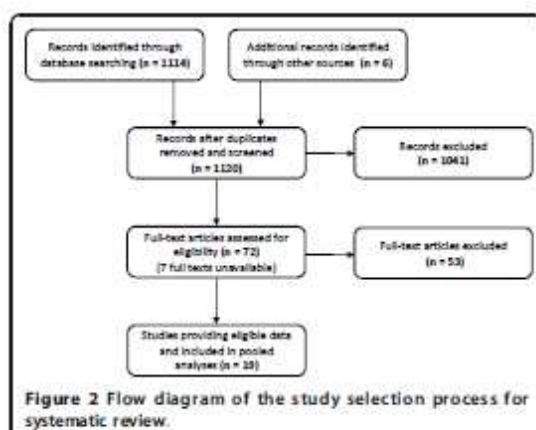 Records identified through
database searching (n = 1114)
Additional records identified
through other sources (n = 6)
Records after duplicates
removed and screened
(n = 1120)
Records excluded
(n = 1041)
Full-text articles assessed for
eligibility (n = 72)
(7 full texts unavailable)
Full-text articles excluded
(n = 53)
Studies providing eligible data
and included in pooled
analyses (n = 19)
Figure 2 Flow diagram of the study selection process for
systematic review.